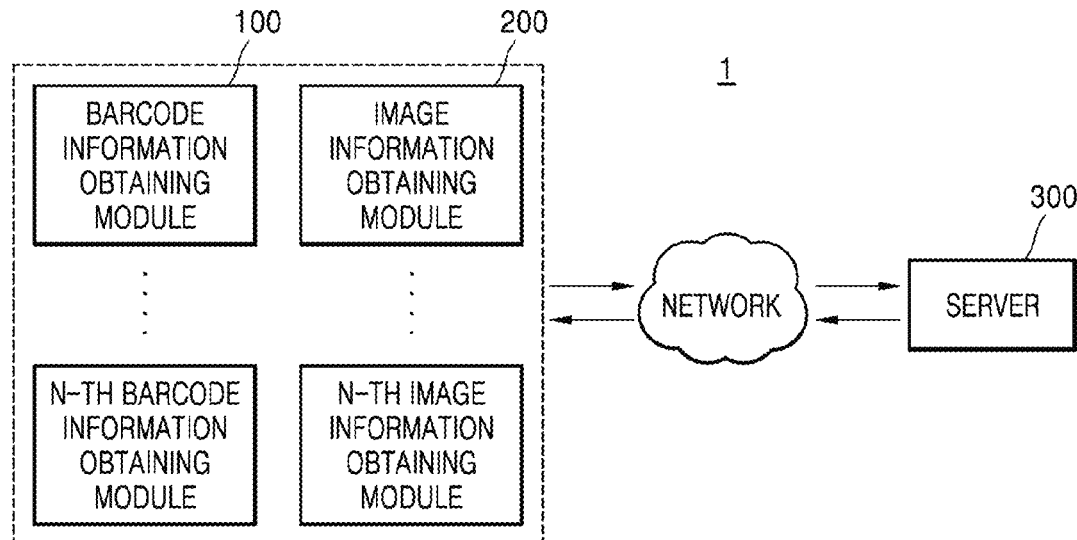 100
200
1
BARCODE
INFORMATION
OBTAINING
MODULE
IMAGE
INFORMATION
OBTAINING
MODULE
300
NETWORK
SERVER
N-TH BARCODE
INFORMATION
OBTAINING
MODULE
N-TH IMAGE
INFORMATION
OBTAINING
MODULE